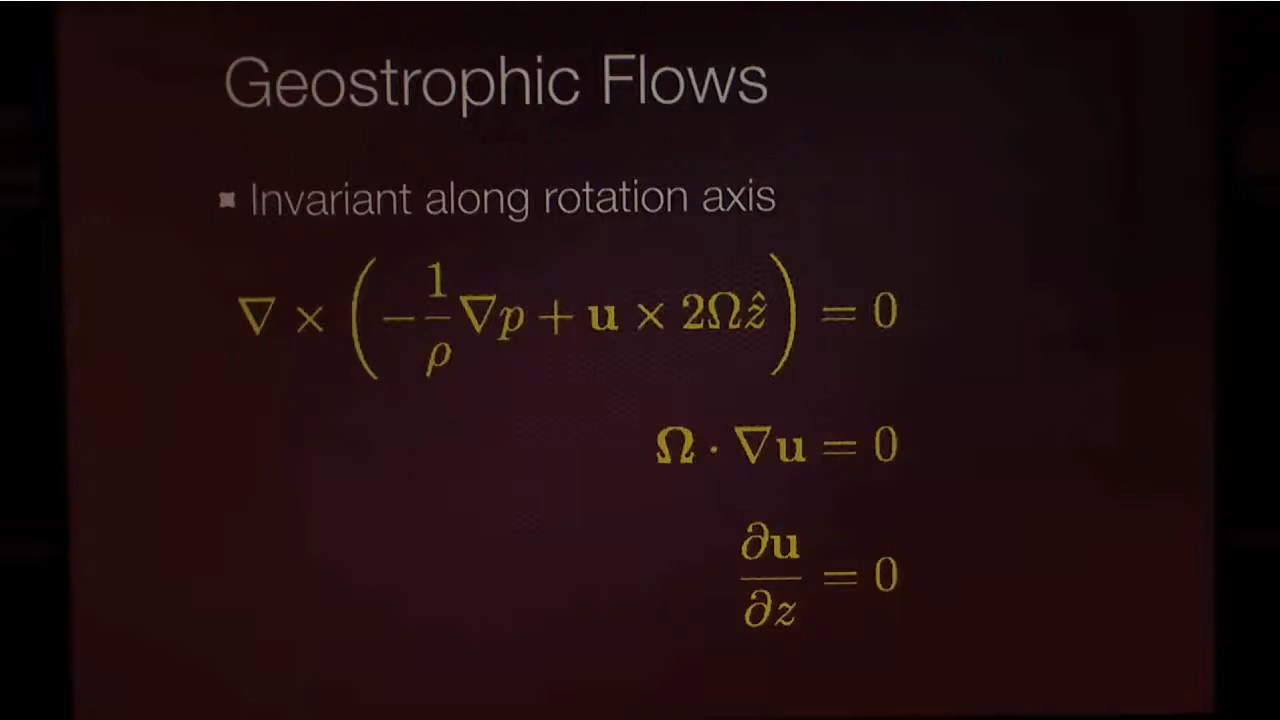 Geostrophic Flows
▪ Invariant along rotation axis
∇ × ( − 1/ρ ∇p + u × 2Ωẑ ) = 0
Ω · ∇u = 0
∂u/∂z = 0